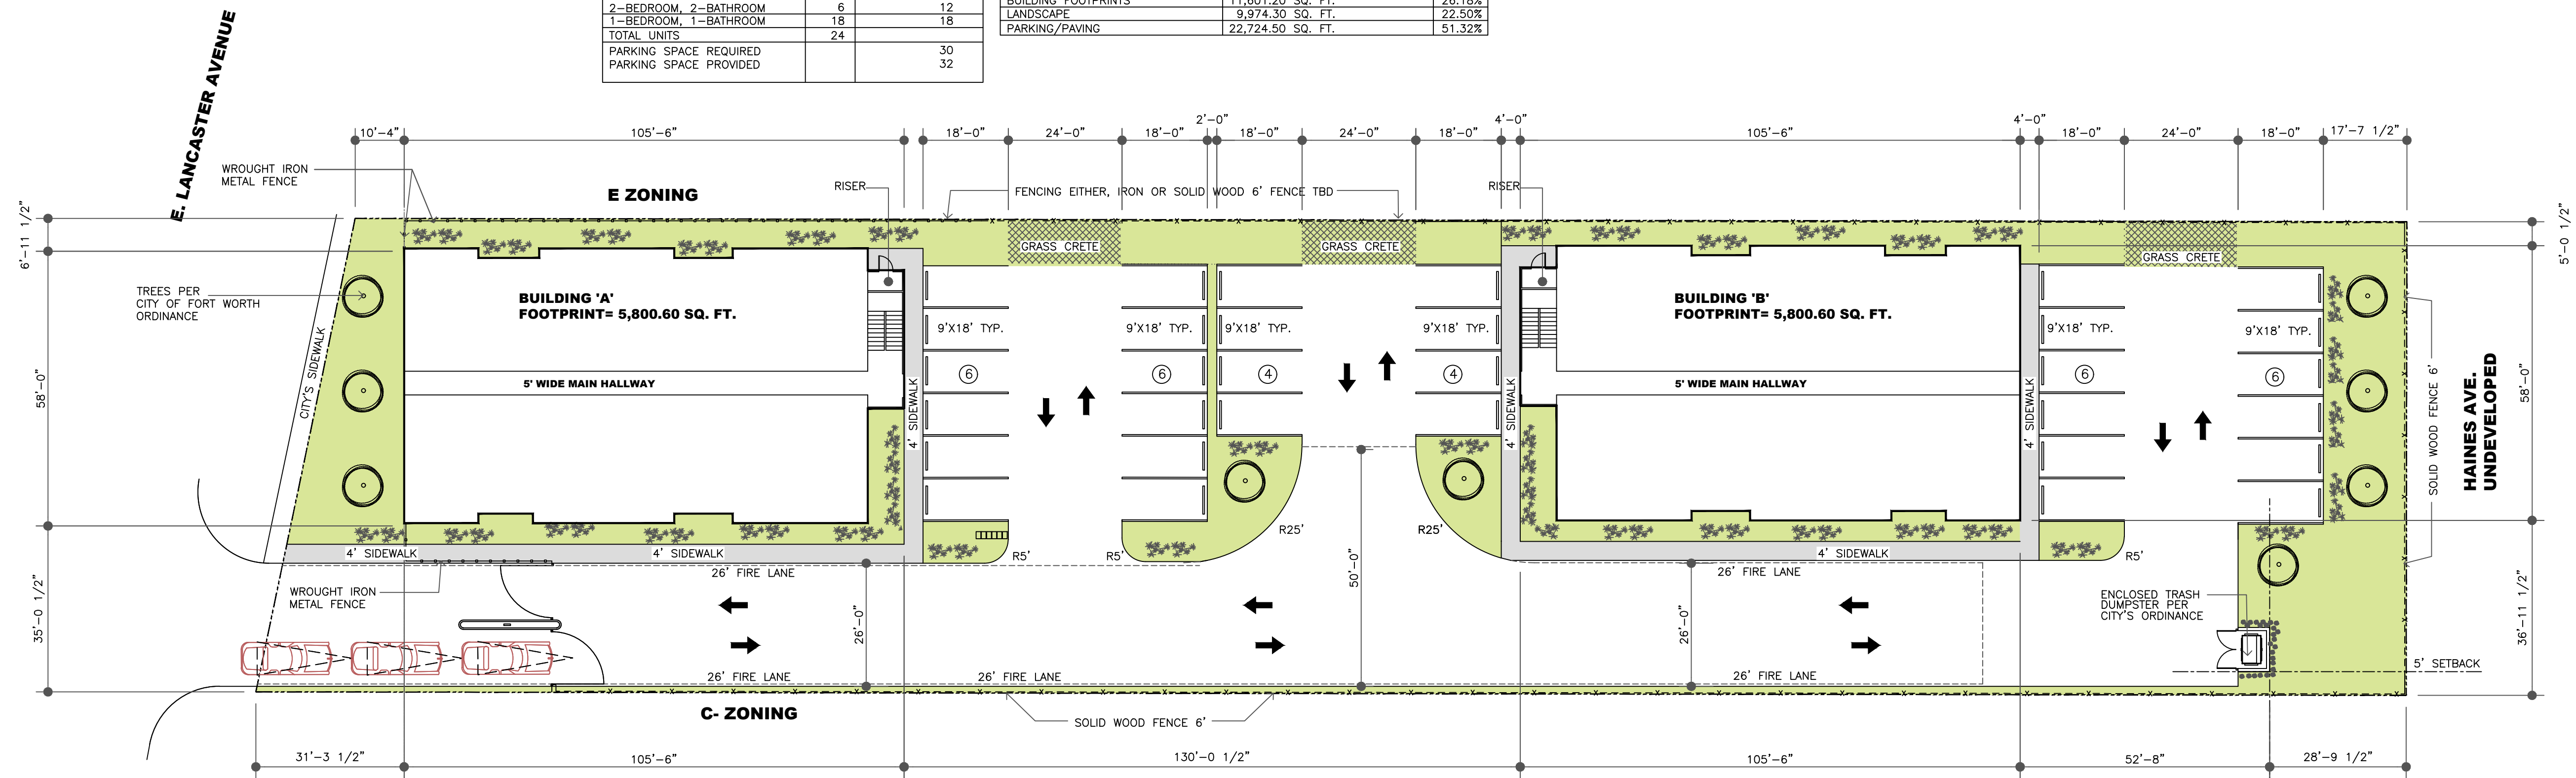 2-BEDROOM, 2-BATHROOM 6 12
1-BEDROOM, 1-BATHROOM 18 18
TOTAL UNITS 24
PARKING SPACE REQUIRED 30
PARKING SPACE PROVIDED 32
BUILDING FOOTPRINTS 11,601.20 SQ. FT. 26.18%
LANDSCAPE 9,974.30 SQ. FT. 22.50%
PARKING/PAVING 22,724.50 SQ. FT. 51.32%
E. LANCASTER AVENUE
10'-4"
105'-6"
18'-0"
24'-0"
18'-0"
2'-0"
18'-0"
24'-0"
18'-0"
4'-0"
105'-6"
4'-0"
18'-0"
24'-0"
18'-0"
17'-7 1/2"
WROUGHT IRON
METAL FENCE
E ZONING
RISER
FENCING EITHER, IRON OR SOLID WOOD 6' FENCE TBD
RISER
6'-11 1/2"
5'-0 1/2"
GRASS CRETE
GRASS CRETE
GRASS CRETE
TREES PER
CITY OF FORT WORTH
ORDINANCE
CITY'S SIDEWALK
BUILDING 'A'
FOOTPRINT= 5,800.60 SQ. FT.
5' WIDE MAIN HALLWAY
4' SIDEWALK
9'X18' TYP.
9'X18' TYP.
9'X18' TYP.
9'X18' TYP.
6
6
4
4
4' SIDEWALK
BUILDING 'B'
FOOTPRINT= 5,800.60 SQ. FT.
5' WIDE MAIN HALLWAY
4' SIDEWALK
9'X18' TYP.
9'X18' TYP.
6
6
SOLID WOOD FENCE 6'
HAINES AVE.
UNDEVELOPED
58'-0"
58'-0"
4' SIDEWALK
4' SIDEWALK
R5'
R5'
R25'
R25'
4' SIDEWALK
R5'
26' FIRE LANE
50'-0"
26' FIRE LANE
WROUGHT IRON
METAL FENCE
26'-0"
26'-0"
ENCLOSED TRASH
DUMPSTER PER
CITY'S ORDINANCE
35'-0 1/2"
36'-11 1/2"
5' SETBACK
26' FIRE LANE
26' FIRE LANE
26' FIRE LANE
C- ZONING
SOLID WOOD FENCE 6'
31'-3 1/2"
105'-6"
130'-0 1/2"
105'-6"
52'-8"
28'-9 1/2"